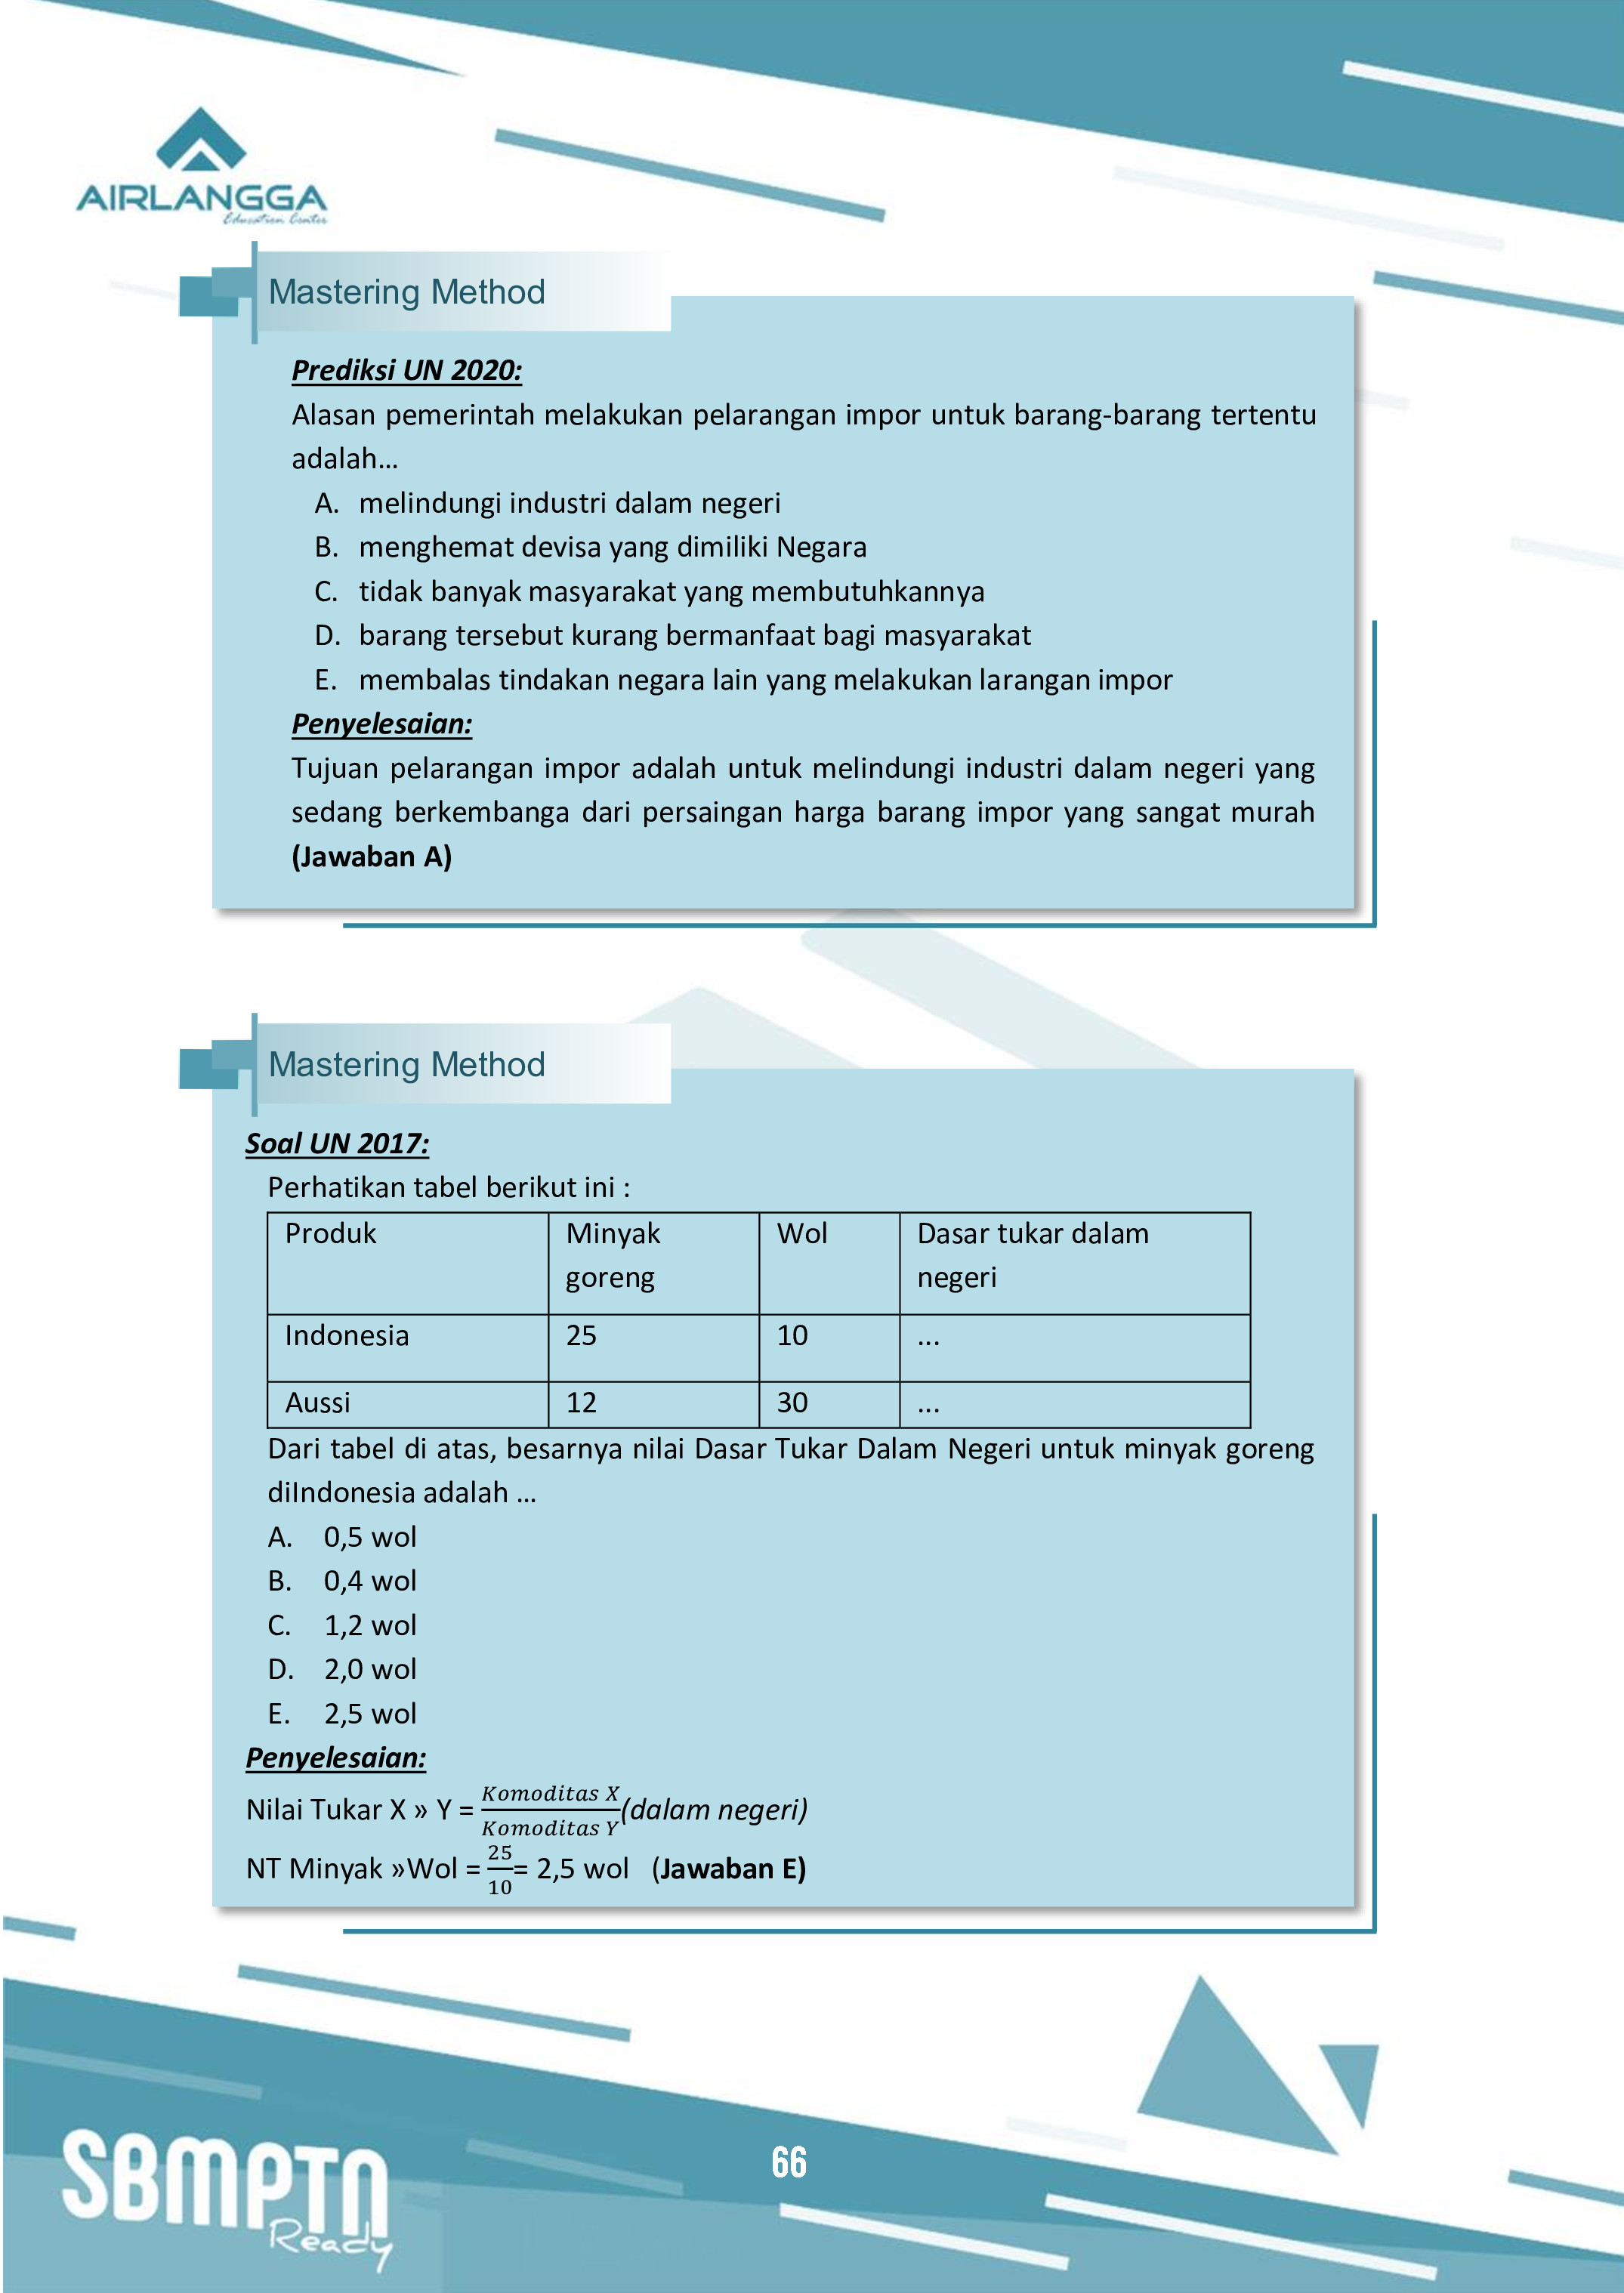 AIRLANGGA
Education Center
Mastering Method
Prediksi UN 2020:
Alasan pemerintah melakukan pelarangan impor untuk barang-barang tertentu
adalah...
A. melindungi industri dalam negeri
B. menghemat devisa yang dimiliki Negara
C. tidak banyak masyarakat yang membutuhkannya
D. barang tersebut kurang bermanfaat bagi masyarakat
E. membalas tindakan negara lain yang melakukan larangan impor
Penyelesaian:
Tujuan pelarangan impor adalah untuk melindungi industri dalam negeri yang
sedang berkembanga dari persaingan harga barang impor yang sangat murah
(Jawaban A)
Mastering Method
Soal UN 2017:
Perhatikan tabel berikut ini :
Produk Minyak goreng Wol Dasar tukar dalam negeri
Indonesia 25 10 ...
Aussi 12 30 ...
Dari tabel di atas, besarnya nilai Dasar Tukar Dalam Negeri untuk minyak goreng
diIndonesia adalah ...
A. 0,5 wol
B. 0,4 wol
C. 1,2 wol
D. 2,0 wol
E. 2,5 wol
Penyelesaian:
Nilai Tukar X » Y = Komoditas X / Komoditas Y (dalam negeri)
NT Minyak »Wol = 25/10 = 2,5 wol (Jawaban E)
SBMPTN
Ready
66